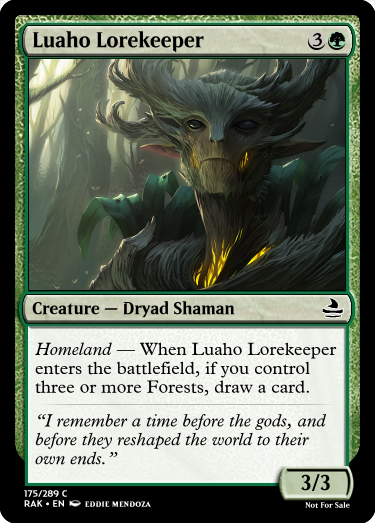 Luaho Lorekeeper 3
Creature — Dryad Shaman
Homeland — When Luaho Lorekeeper
enters the battlefield, if you control
three or more Forests, draw a card.
“I remember a time before the gods, and
before they reshaped the world to their
own ends.”
3/3
175/289 C
RAK • EN EDDIE MENDOZA
Not For Sale